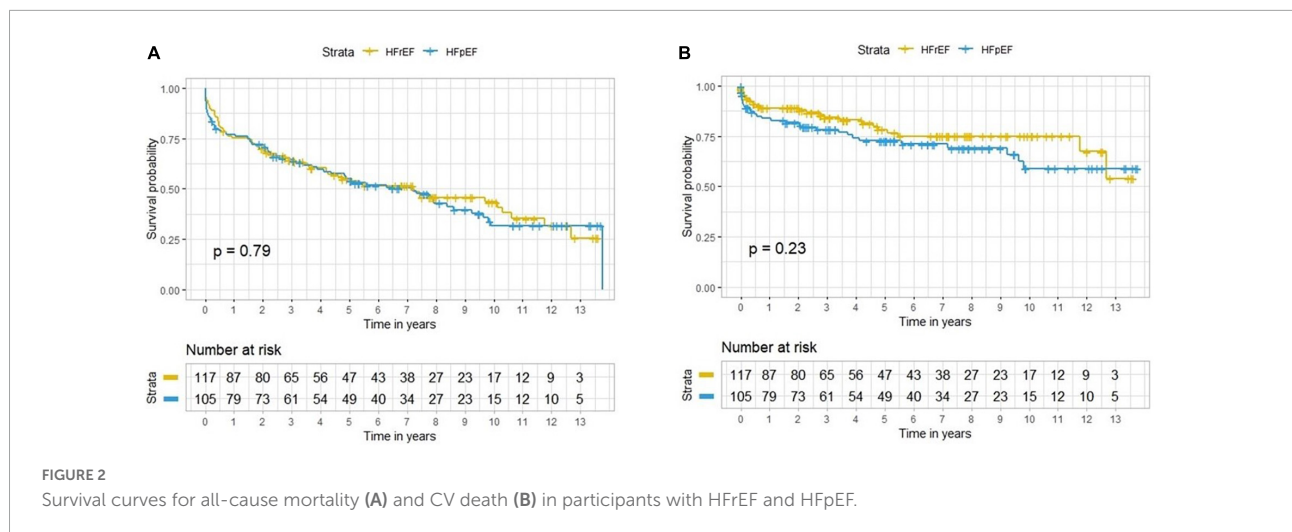 A
Strata HFrEF HFpEF
1.00
0.75
0.50
0.25
0.00
Survival probability
p = 0.79
0 1 2 3 4 5 6 7 8 9 10 11 12 13
Time in years
Number at risk
Strata
117 87 80 65 56 47 43 38 27 23 17 12 9 3
105 79 73 61 54 49 40 34 27 23 15 12 10 5
0 1 2 3 4 5 6 7 8 9 10 11 12 13
Time in years
B
Strata HFrEF HFpEF
1.00
0.75
0.50
0.25
0.00
Survival probability
p = 0.23
0 1 2 3 4 5 6 7 8 9 10 11 12 13
Time in years
Number at risk
Strata
117 87 80 65 56 47 43 38 27 23 17 12 9 3
105 79 73 61 54 49 40 34 27 23 15 12 10 5
0 1 2 3 4 5 6 7 8 9 10 11 12 13
Time in years
FIGURE 2
Survival curves for all-cause mortality (A) and CV death (B) in participants with HFrEF and HFpEF.